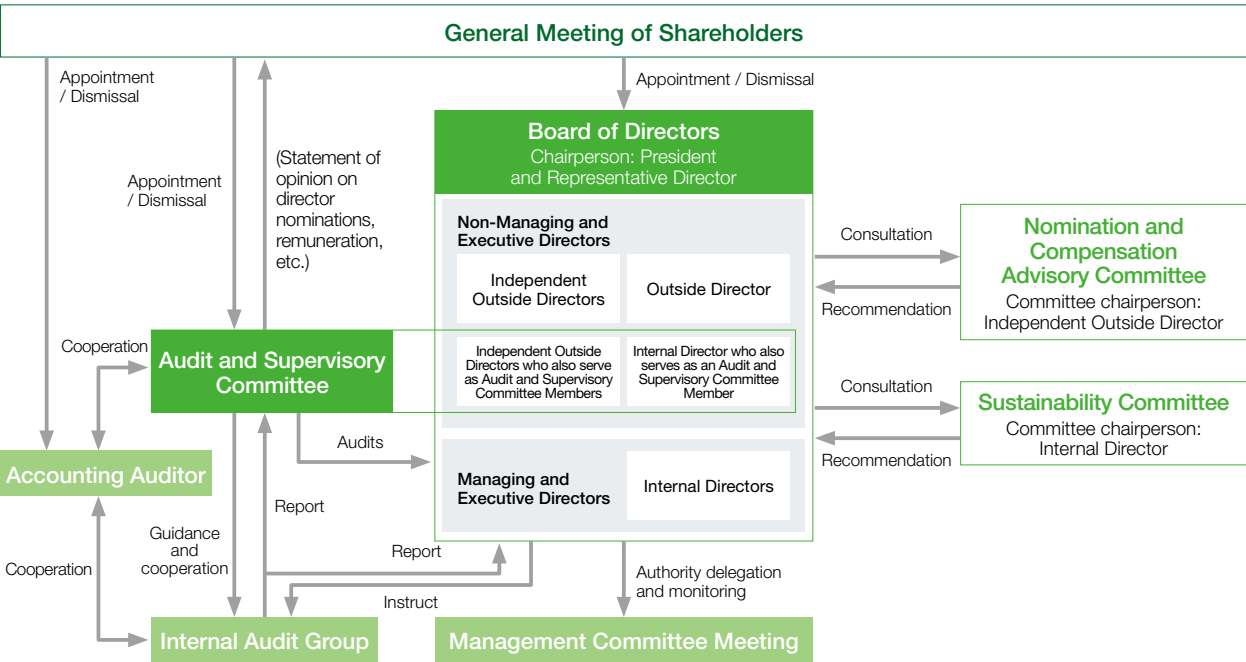 General Meeting of Shareholders
Appointment
/ Dismissal
Appointment
/ Dismissal
(Statement of
opinion on
director
nominations,
remuneration,
etc.)
Appointment / Dismissal
Board of Directors
Chairperson: President
and Representative Director
Non-Managing and
Executive Directors
Independent
Outside Directors
Outside Director
Independent Outside
Directors who also serve
as Audit and Supervisory
Committee Members
Internal Director who also
serves as an Audit and
Supervisory Committee
Member
Managing and
Executive Directors
Internal Directors
Consultation
Recommendation
Nomination and
Compensation
Advisory Committee
Committee chairperson:
Independent Outside Director
Consultation
Recommendation
Sustainability Committee
Committee chairperson:
Internal Director
Cooperation
Audit and Supervisory
Committee
Audits
Accounting Auditor
Report
Guidance
and
cooperation
Cooperation
Report
Instruct
Authority delegation
and monitoring
Internal Audit Group
Management Committee Meeting